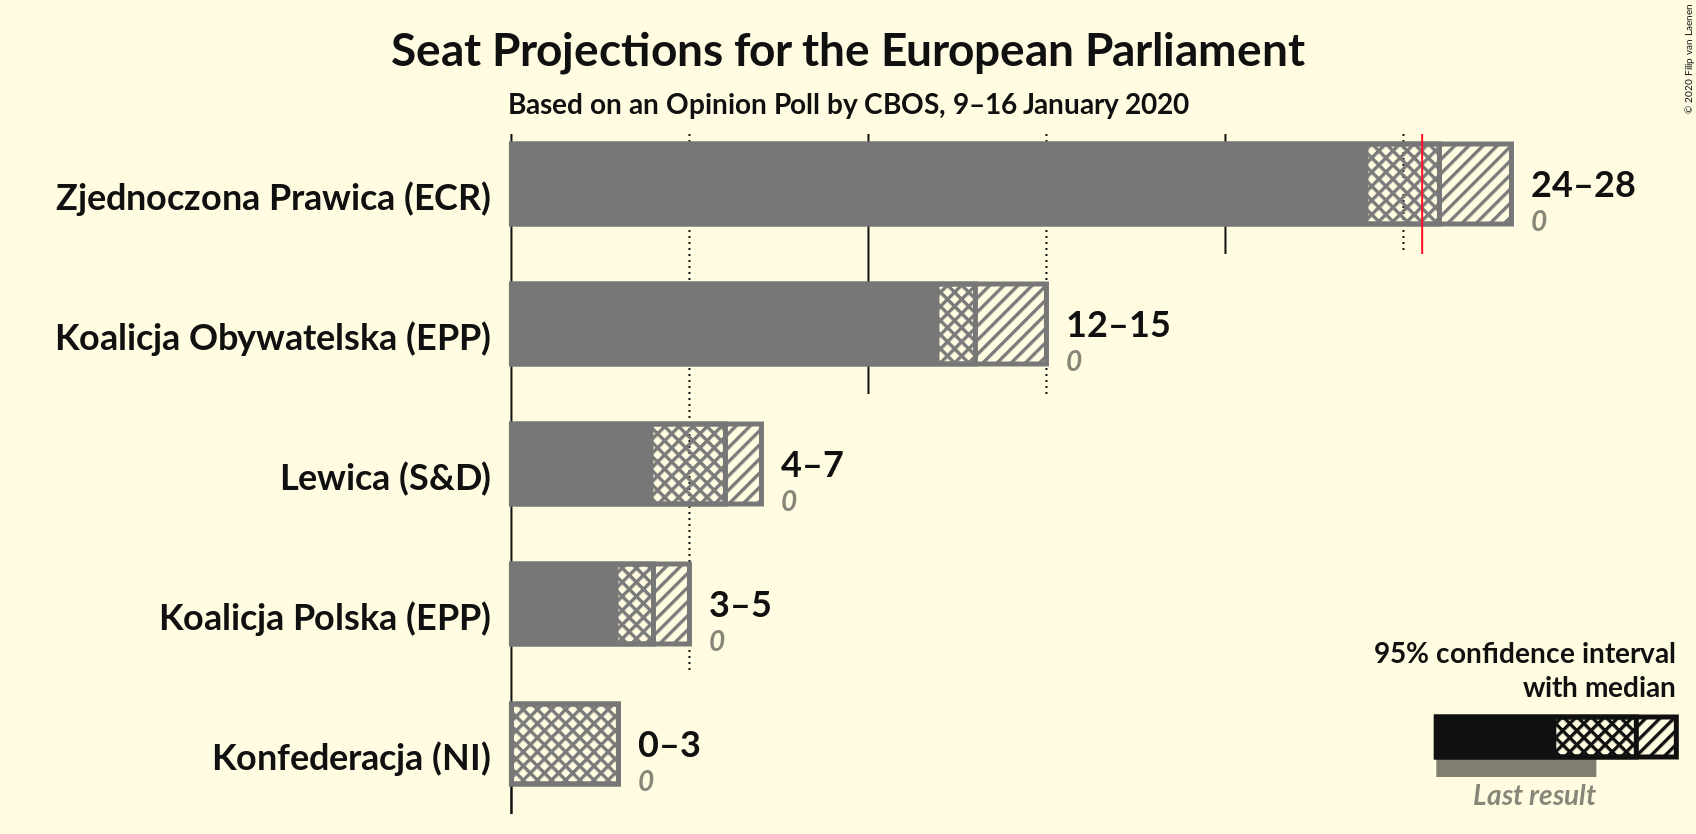 Seat Projections for the European Parliament
Based on an Opinion Poll by CBOS, 9–16 January 2020
© 2020 Filip van Laenen
Zjednoczona Prawica (ECR)
24–28
0
Koalicja Obywatelska (EPP)
12–15
0
Lewica (S&D)
4–7
0
Koalicja Polska (EPP)
3–5
0
Konfederacja (NI)
0–3
0
95% confidence interval
with median
Last result